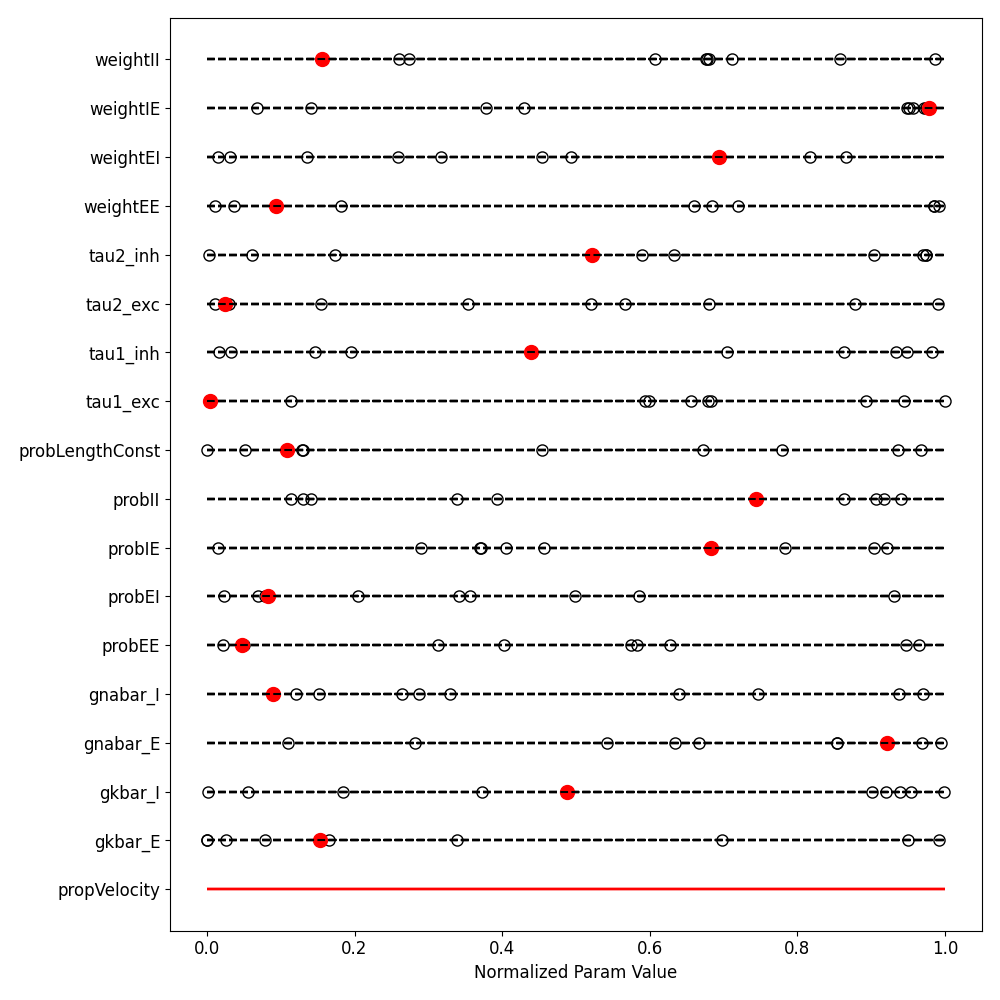 weightII
weightIE
weightEI
weightEE
tau2_inh
tau2_exc
tau1_inh
tau1_exc
probLengthConst
probII
probIE
probEI
probEE
gnabar_I
gnabar_E
gkbar_I
gkbar_E
propVelocity
0.0 0.2 0.4 0.6 0.8 1.0
Normalized Param Value